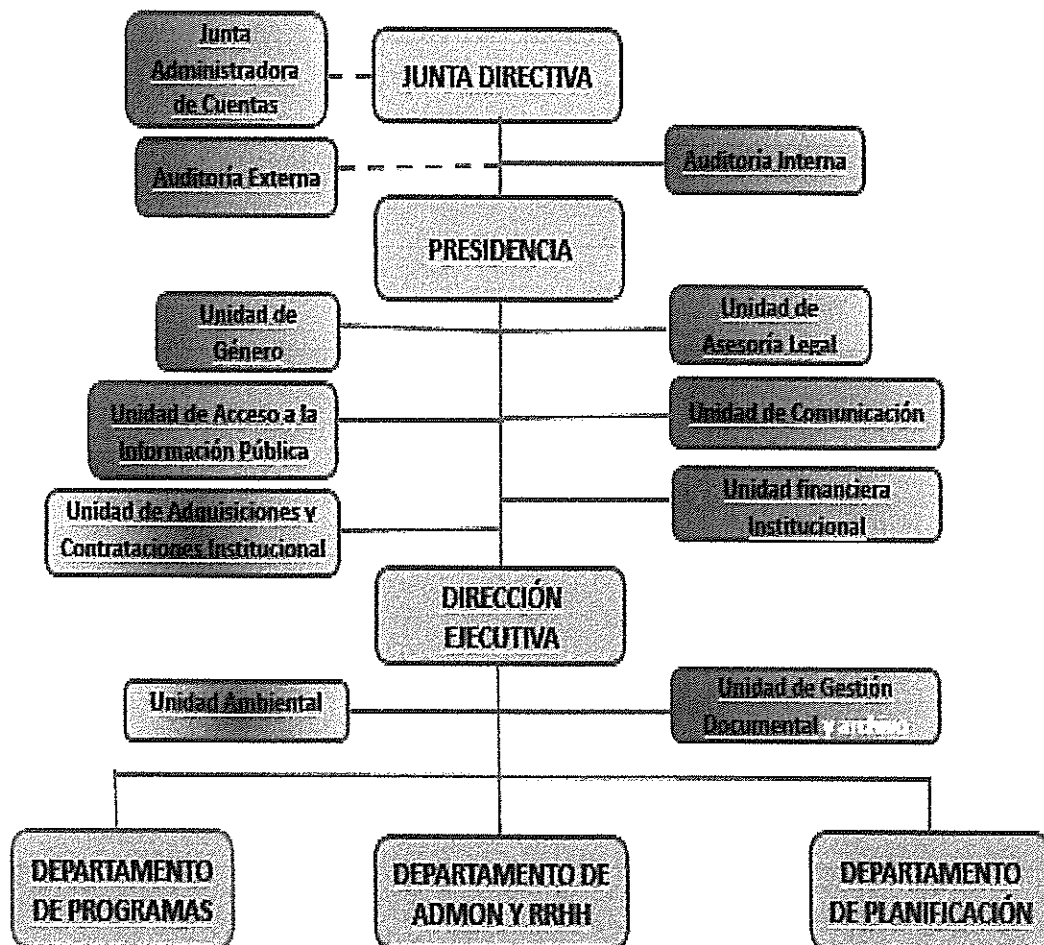 Junta
Administradora
de Cuentas
JUNTA DIRECTIVA
Auditoría Externa
Auditoría Interna
PRESIDENCIA
Unidad de
Género
Unidad de
Asesoría Legal
Unidad de Acceso a la
Información Pública
Unidad de Comunicación
Unidad de Adquisiciones y
Contrataciones Institucional
Unidad financiera
Institucional
DIRECCIÓN
EJECUTIVA
Unidad Ambiental
Unidad de Gestión
Documental y archivo
DEPARTAMENTO
DE PROGRAMAS
DEPARTAMENTO DE
ADMON Y RRHH
DEPARTAMENTO
DE PLANIFICACIÓN